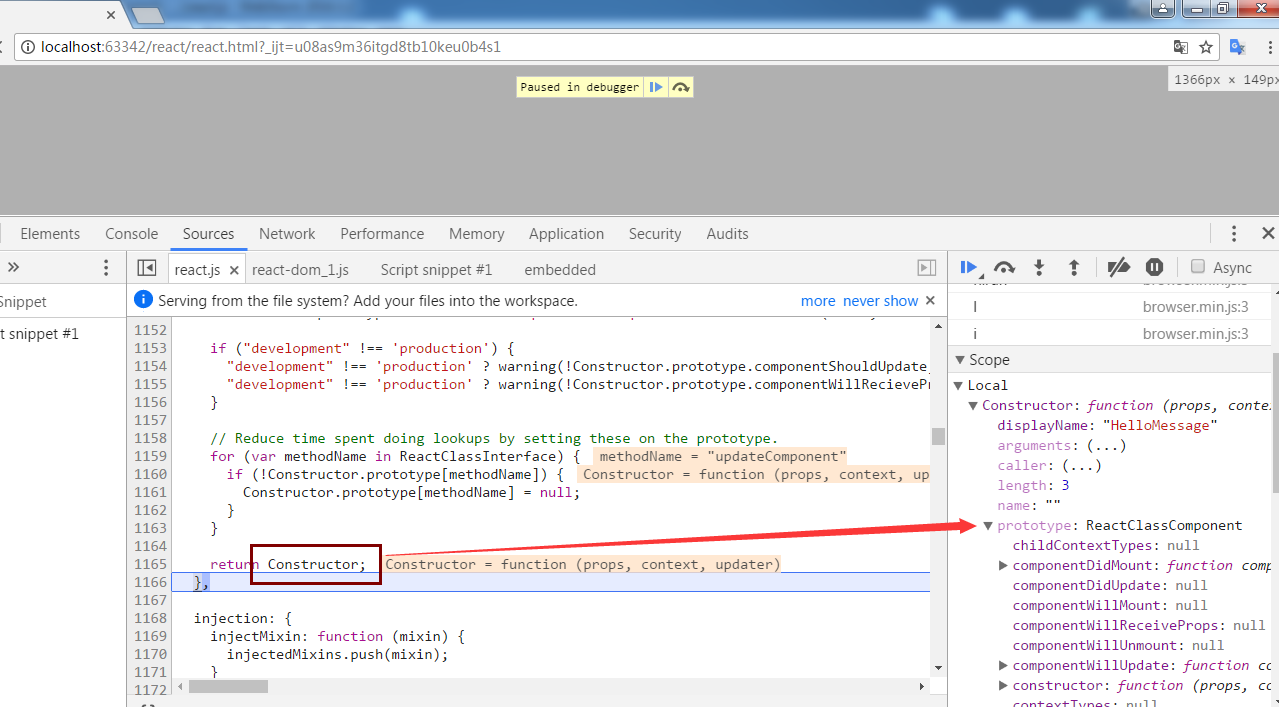 localhost:63342/react/react.html?_ijt=u08as9m36itgd8tb10keu0b4s1
Paused in debugger
1366px × 149px
Elements Console Sources Network Performance Memory Application Security Audits
react.js × react-dom_1.js Script snippet #1 embedded
Async
Snippet
t snippet #1
Serving from the file system? Add your files into the workspace. more never show ×
1152
1153 if ("development" !== 'production') {
1154 "development" !== 'production' ? warning(!Constructor.prototype.componentShouldUpdate,
1155 "development" !== 'production' ? warning(!Constructor.prototype.componentWillRecievePr
1156 }
1157
1158 // Reduce time spent doing lookups by setting these on the prototype.
1159 for (var methodName in ReactClassInterface) { methodName = "updateComponent"
1160 if (!Constructor.prototype[methodName]) { Constructor = function (props, context, up
1161 Constructor.prototype[methodName] = null;
1162 }
1163 }
1164
1165 return Constructor; Constructor = function (props, context, updater)
1166 },
1167
1168 injection: {
1169 injectMixin: function (mixin) {
1170 injectedMixins.push(mixin);
1171 }
1172
l browser.min.js:3
i browser.min.js:3
Scope
Local
Constructor: function (props, conte
displayName: "HelloMessage"
arguments: (...)
caller: (...)
length: 3
name: ""
prototype: ReactClassComponent
childContextTypes: null
componentDidMount: function comp
componentDidUpdate: null
componentWillMount: null
componentWillReceiveProps: null
componentWillUnmount: null
componentWillUpdate: function co
constructor: function (props, co
contextTypes: null